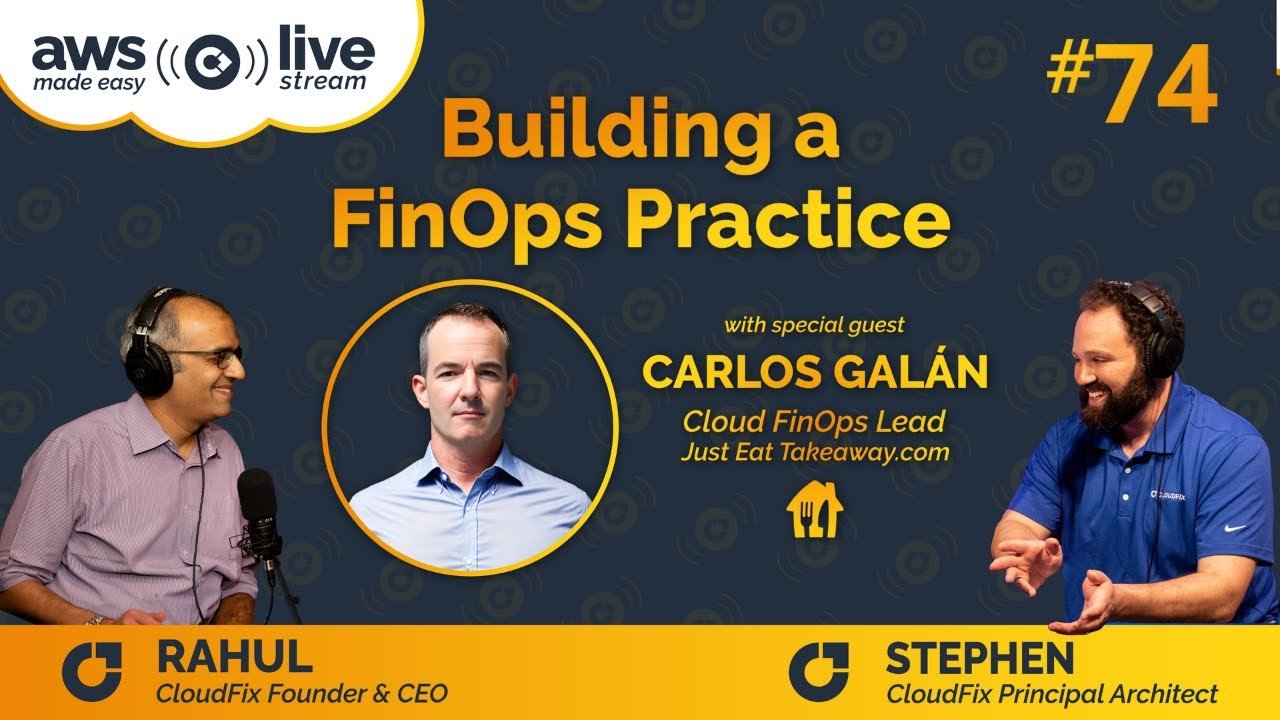 aws live
made easy stream
#74
Building a
FinOps Practice
with special guest
CARLOS GALÁN
Cloud FinOps Lead
Just Eat Takeaway.com
CLOUDFIX
RAHUL
CloudFix Founder & CEO
STEPHEN
CloudFix Principal Architect